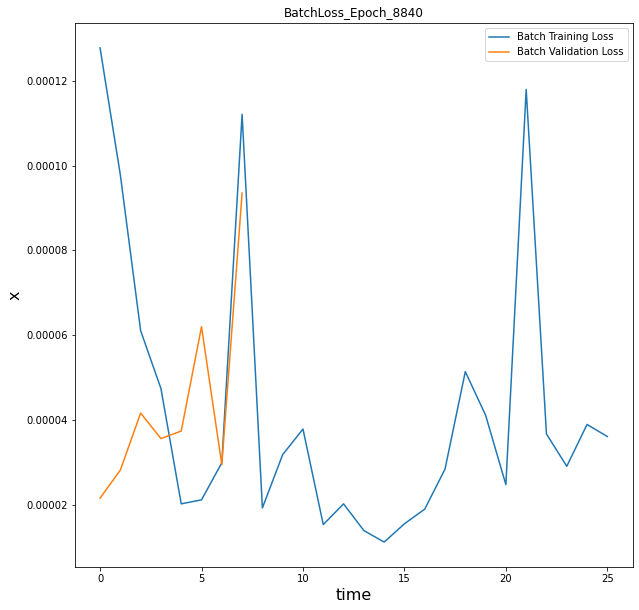 BatchLoss_Epoch_8840
Batch Training Loss
Batch Validation Loss
0.00012
0.00010
0.00008
x
0.00006
0.00004
0.00002
0 5 10 15 20 25
time